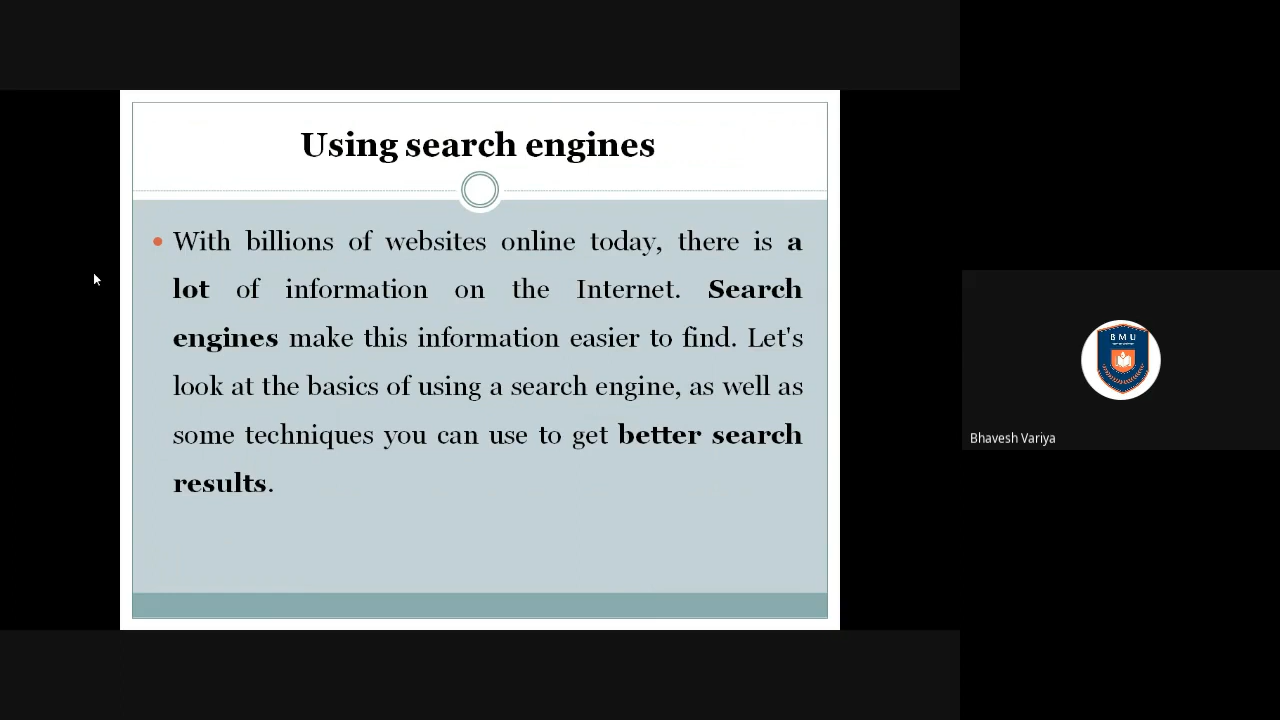 Using search engines
With billions of websites online today, there is a
lot of information on the Internet. Search
engines make this information easier to find. Let's
look at the basics of using a search engine, as well as
some techniques you can use to get better search
results.
BMU
Bhavesh Variya